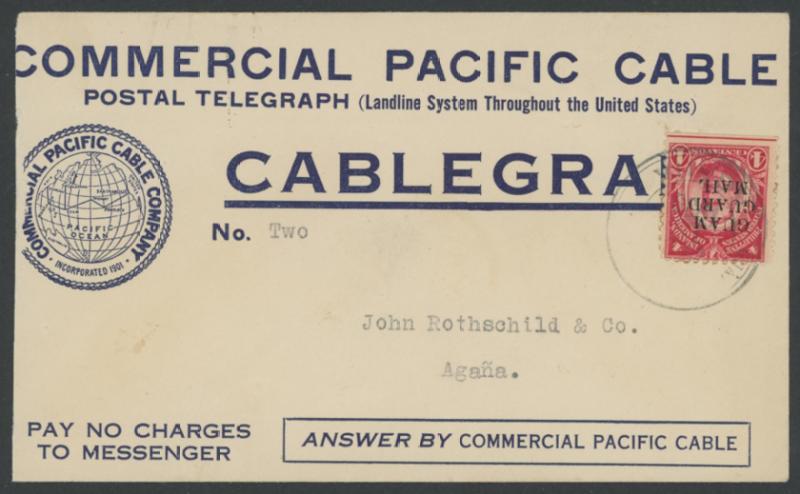 COMMERCIAL PACIFIC CABLE
POSTAL TELEGRAPH (Landline System Throughout the United States)
CABLEGRA
COMMERCIAL PACIFIC CABLE COMPANY
PACIFIC
OCEAN
· INCORPORATED 1901 ·
No. Two
GUAM
GUARD
MAIL
John Rothschild & Co.
Agaña.
PAY NO CHARGES
TO MESSENGER
ANSWER BY COMMERCIAL PACIFIC CABLE